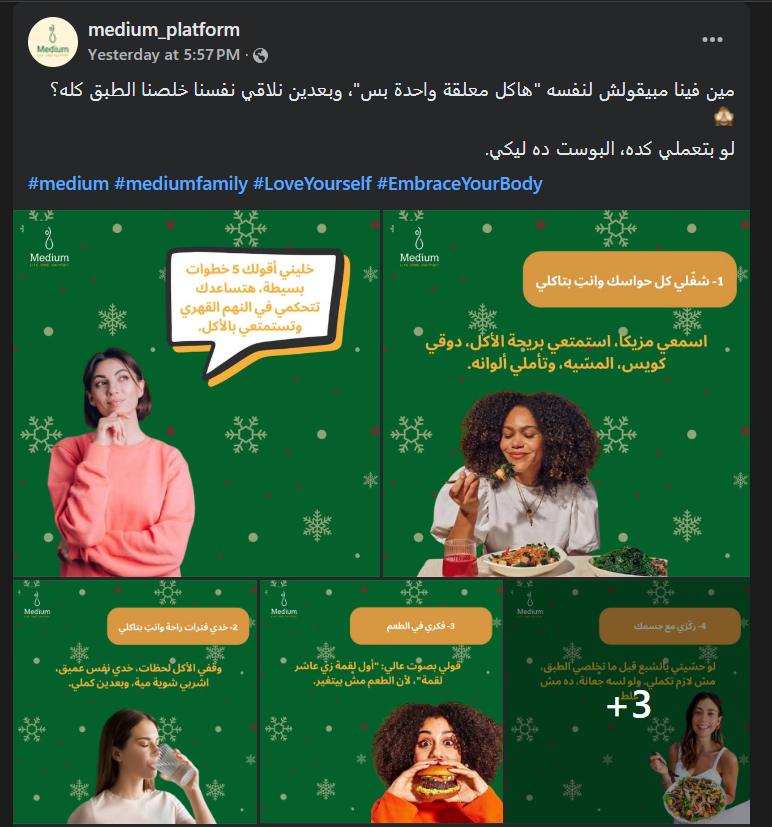 medium_platform
Yesterday at 5:57 PM ·
مين فينا مبيقولش لنفسه "هاكل معلقة واحدة بس"، وبعدين نلاقي نفسنا خلصنا الطبق كله؟
لو بتعملي كده، البوست ده ليكي.
#medium #mediumfamily #LoveYourself #EmbraceYourBody
Medium
خليني أقولك 5 خطوات
بسيطة، هتساعدك
تتحكمي في النهم القهري
وتستمتعي بالأكل.
Medium
1- شغّلي كل حواسك وانتِ بتاكلي
اسمعي مزيكا، استمتعي بريحة الأكل، دوقي
كويس، المسّيه، وتأملي ألوانه.
Medium
2- خدي فترات راحة وانتِ بتاكلي
وقفي الأكل لحظات، خدي نفس عميق،
اشربي شوية مية، وبعدين كملي.
Medium
3- فكري في الطعم
قولي بصوت عالي: "أول لقمة زي عاشر
لقمة"، لأن الطعم مش بيتغير.
Medium
4- ركّزي مع جسمك
لو حسّيتي بالشبع قبل ما تخلصي الطبق،
مش لازم تكملي، ولو لسه جعانة، ده مش
غلط
+3